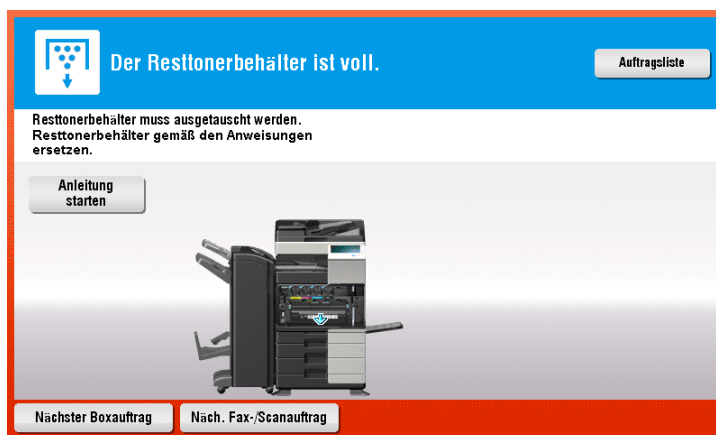 Der Resttonerbehälter ist voll.
Auftragsliste
Resttonerbehälter muss ausgetauscht werden.
Resttonerbehälter gemäß den Anweisungen
ersetzen.
Anleitung
starten
Nächster Boxauftrag
Näch. Fax-/Scanauftrag